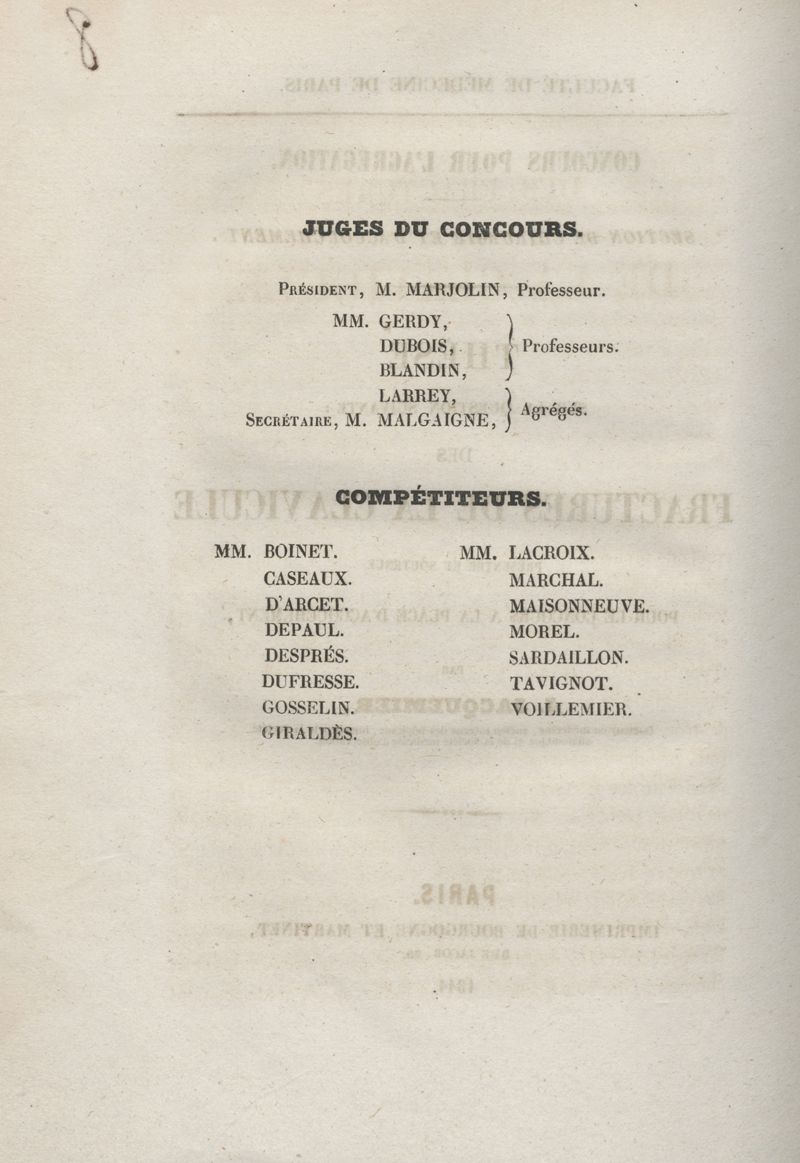 JUGES DU CONCOURS.
PRÉSIDENT, M. MARJOLIN, Professeur.
MM. GERDY,
DUBOIS, Professeurs.
BLANDIN,
LARREY,
SECRÉTAIRE, M. MALGAIGNE, Agrégés.
COMPÉTITEURS.
MM. BOINET.
CASEAUX.
D'ARCET.
DEPAUL.
DESPRÉS.
DUFRESSE.
GOSSELIN.
GIRALDÈS.
MM. LACROIX.
MARCHAL.
MAISONNEUVE.
MOREL.
SARDAILLON.
TAVIGNOT.
VOILLEMIER.